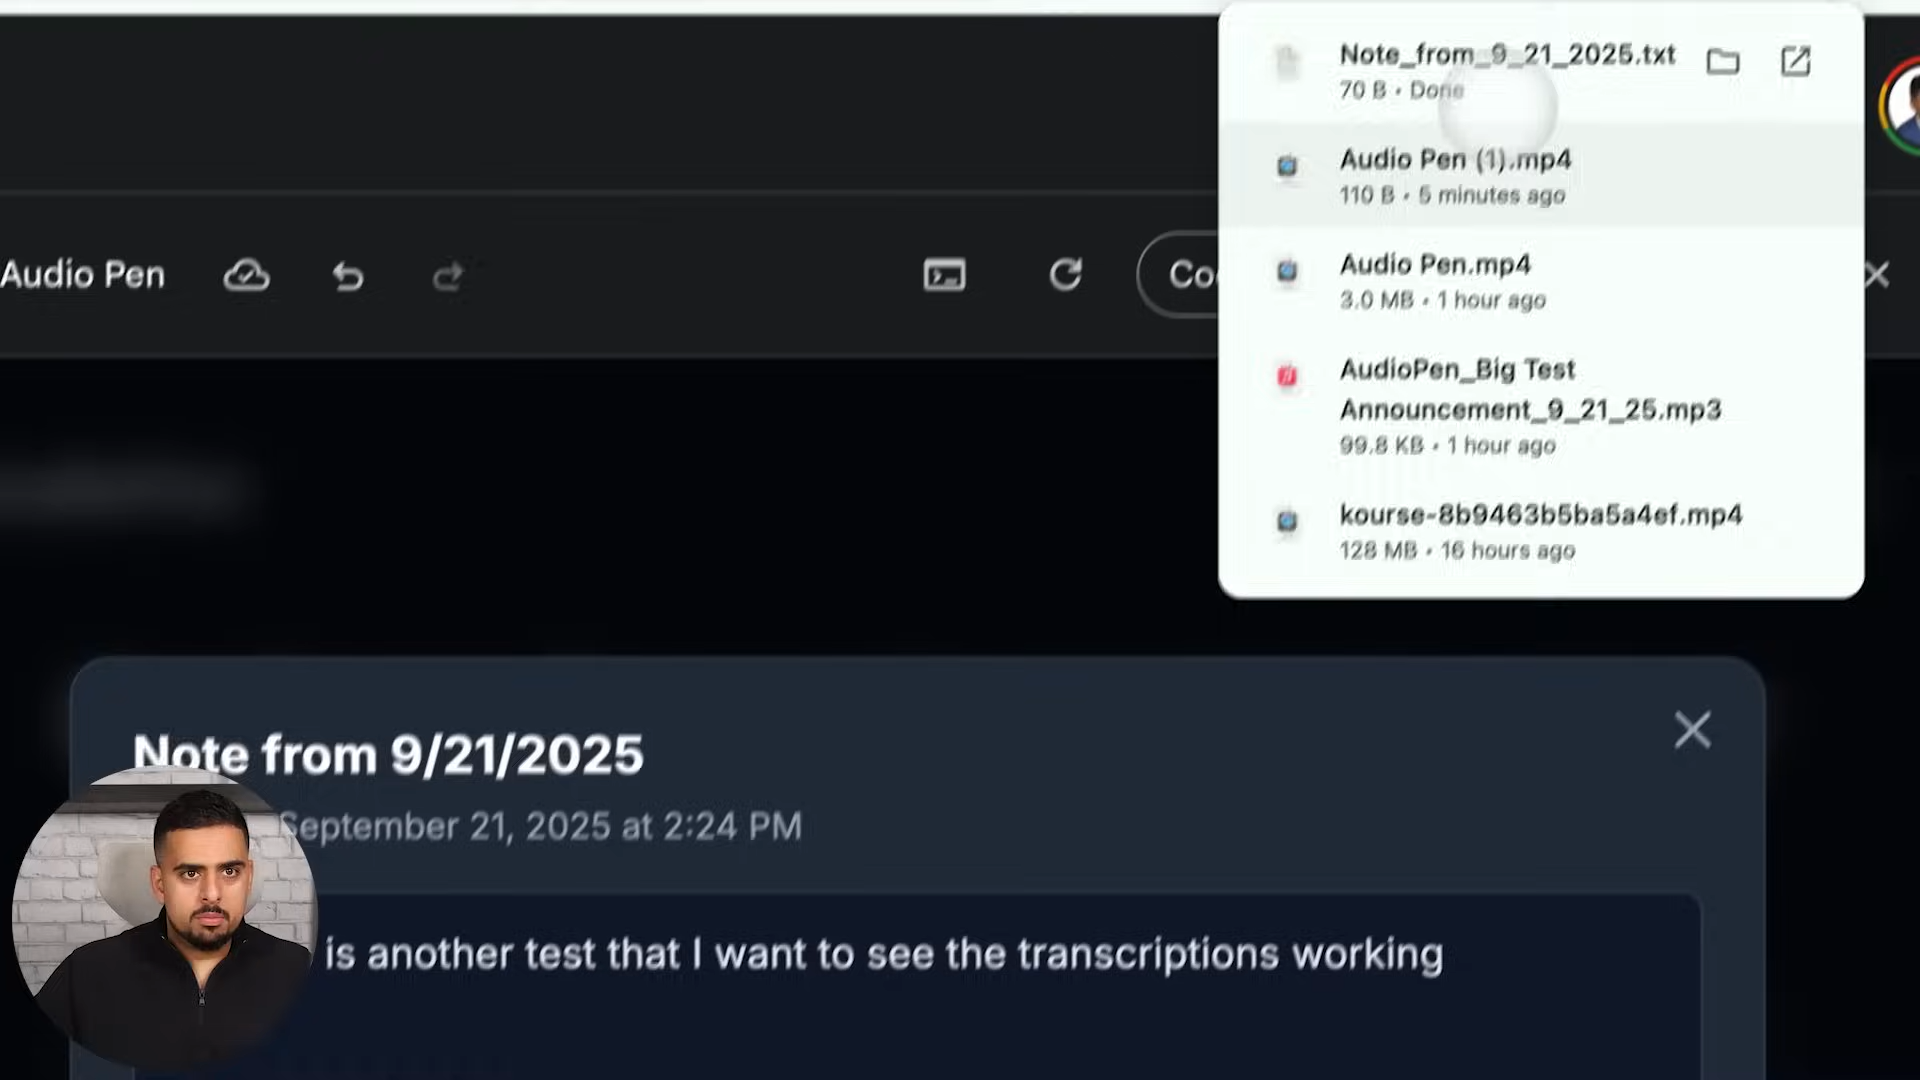 Note_from_9_21_2025.txt
70 B • Done
Audio Pen (1).mp4
110 B • 5 minutes ago
Audio Pen.mp4
3.0 MB • 1 hour ago
AudioPen_Big Test
Announcement_9_21_25.mp3
99.8 KB • 1 hour ago
kourse-8b9463b5ba5a4ef.mp4
128 MB • 16 hours ago
Audio Pen
Note from 9/21/2025
September 21, 2025 at 2:24 PM
is another test that I want to see the transcriptions working